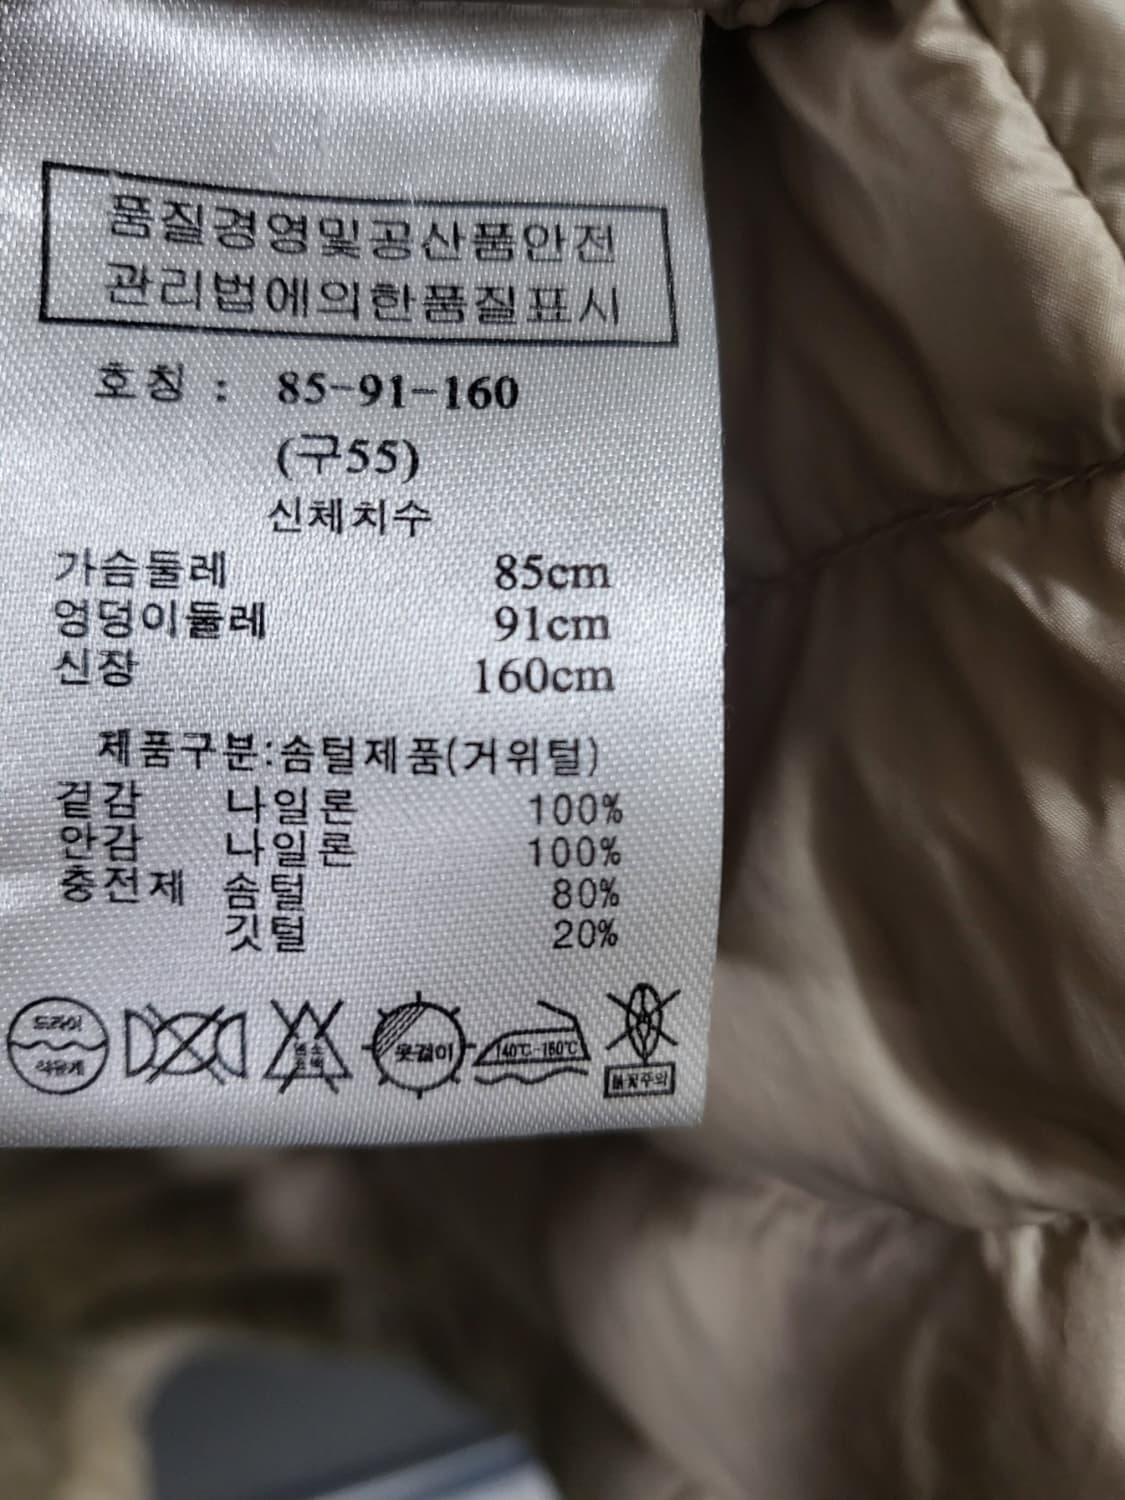 품질경영및공산품안전
관리법에의한품질표시
호칭 : 85-91-160
(구55)
신체치수
가슴둘레 85cm
엉덩이둘레 91cm
신장 160cm
제품구분:솜털제품(거위털)
겉감 나일론 100%
안감 나일론 100%
충전제 솜털 80%
깃털 20%
드라이
석유계
염소
표백
옷걸이
140℃-160℃
불꽃주의